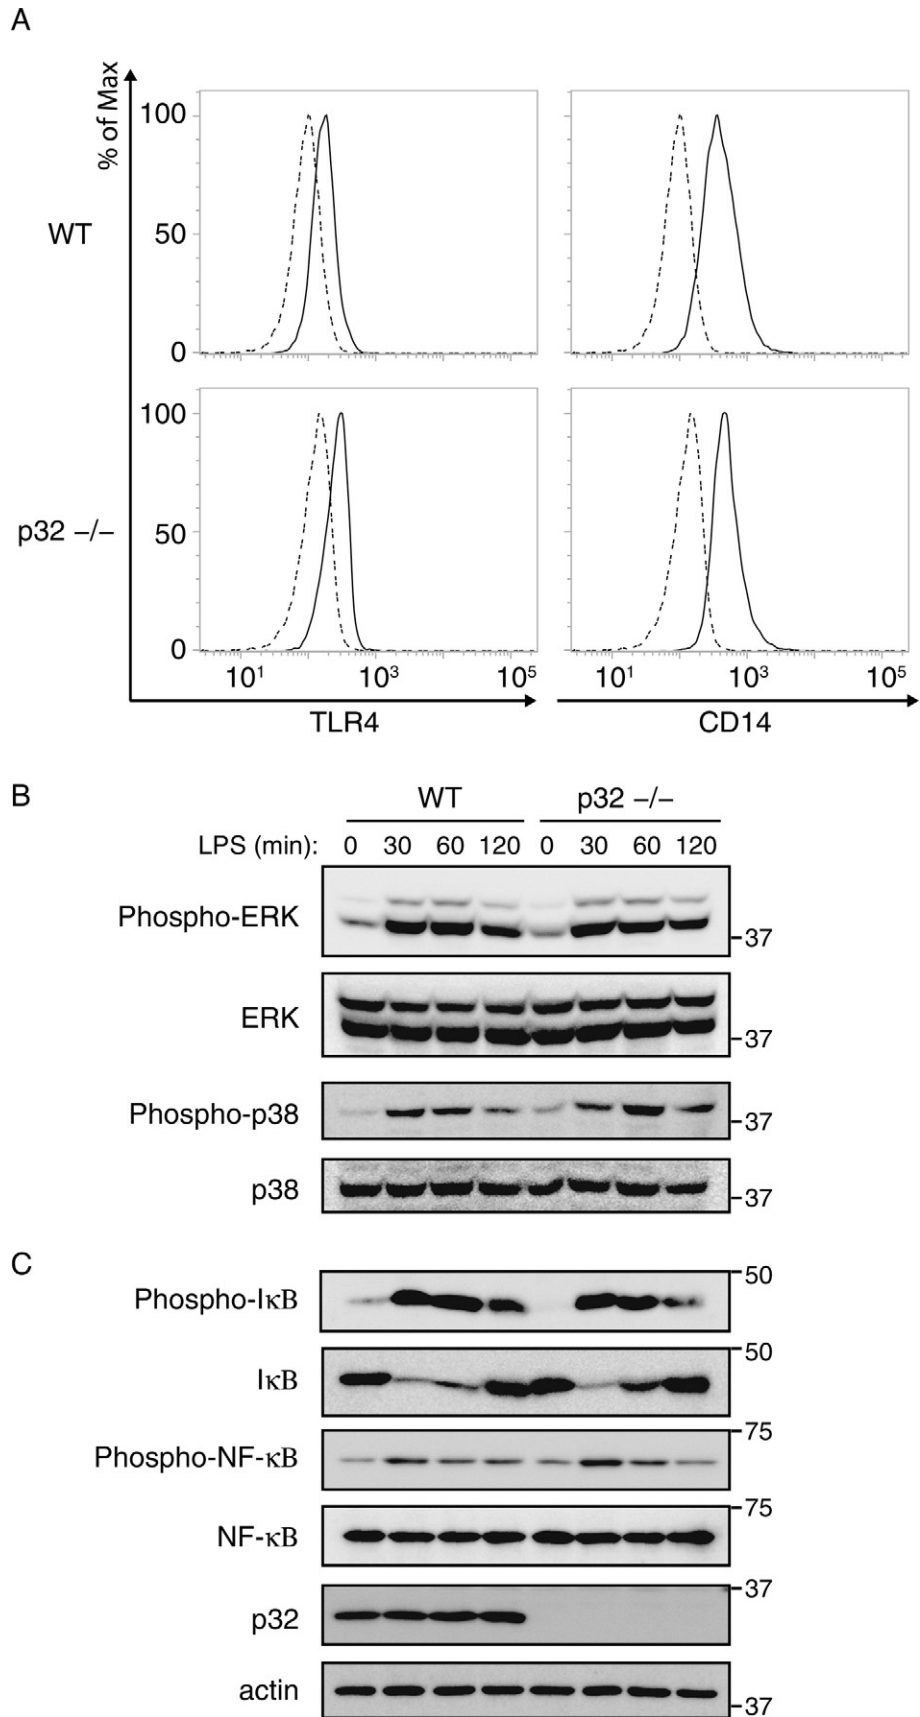 A
% of Max
WT
100
50
0
p32 –/–
100
50
0
10¹ 10³ 10⁵ 10¹ 10³ 10⁵
TLR4 CD14
B
WT p32 –/–
LPS (min): 0 30 60 120 0 30 60 120
Phospho-ERK
37
ERK
37
Phospho-p38
37
p38
37
C
50
Phospho-IκB
50
IκB
75
Phospho-NF-κB
75
NF-κB
37
p32
actin
37